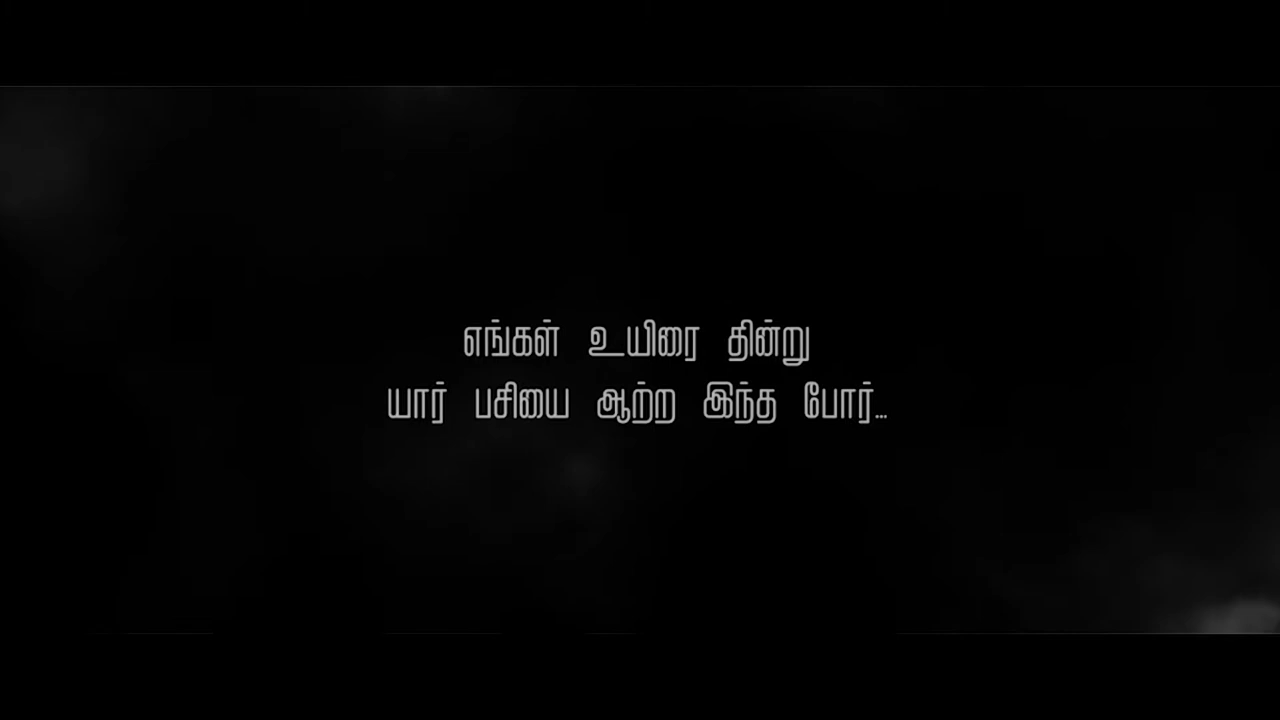 எங்கள் உயிரை தின்று
யார் பசியை ஆற்ற இந்த போர்...